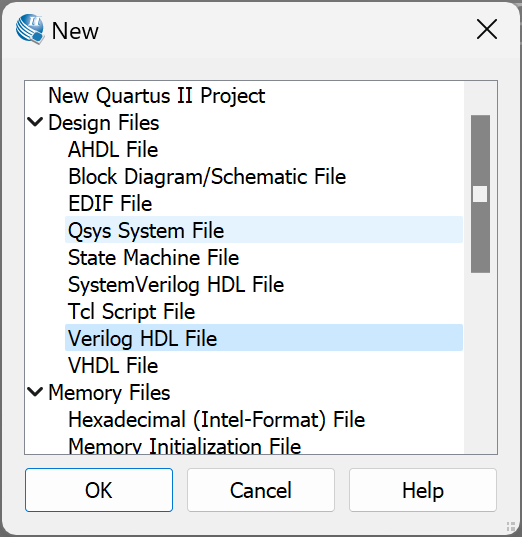 New
New Quartus II Project
Design Files
AHDL File
Block Diagram/Schematic File
EDIF File
Qsys System File
State Machine File
SystemVerilog HDL File
Tcl Script File
Verilog HDL File
VHDL File
Memory Files
Hexadecimal (Intel-Format) File
Memory Initialization File
OK
Cancel
Help